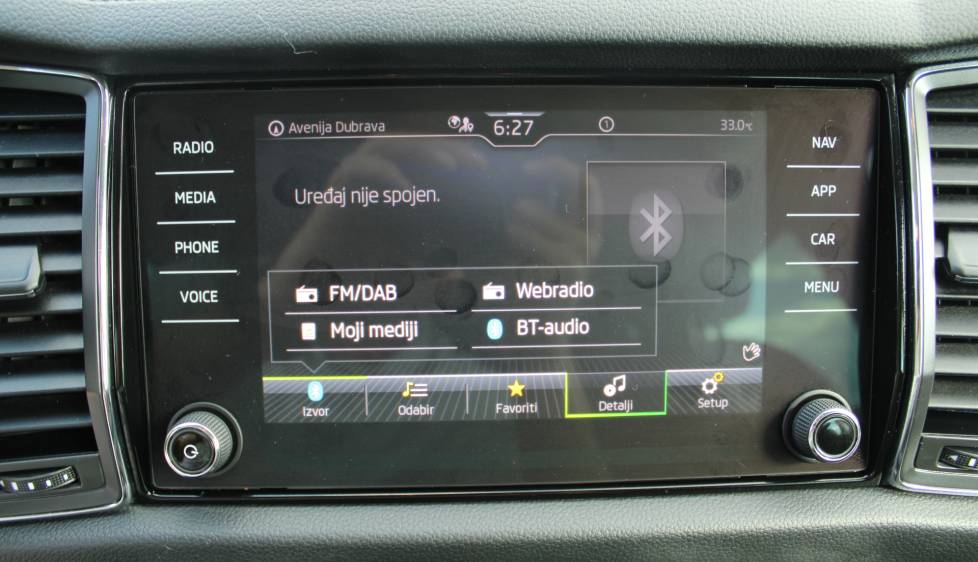 RADIO
MEDIA
PHONE
VOICE
Avenija Dubrava
6:27
1
33.0°C
Uređaj nije spojen.
FM/DAB
Webradio
Moji mediji
BT-audio
Izvor
Odabir
Favoriti
Detalji
Setup
NAV
APP
CAR
MENU